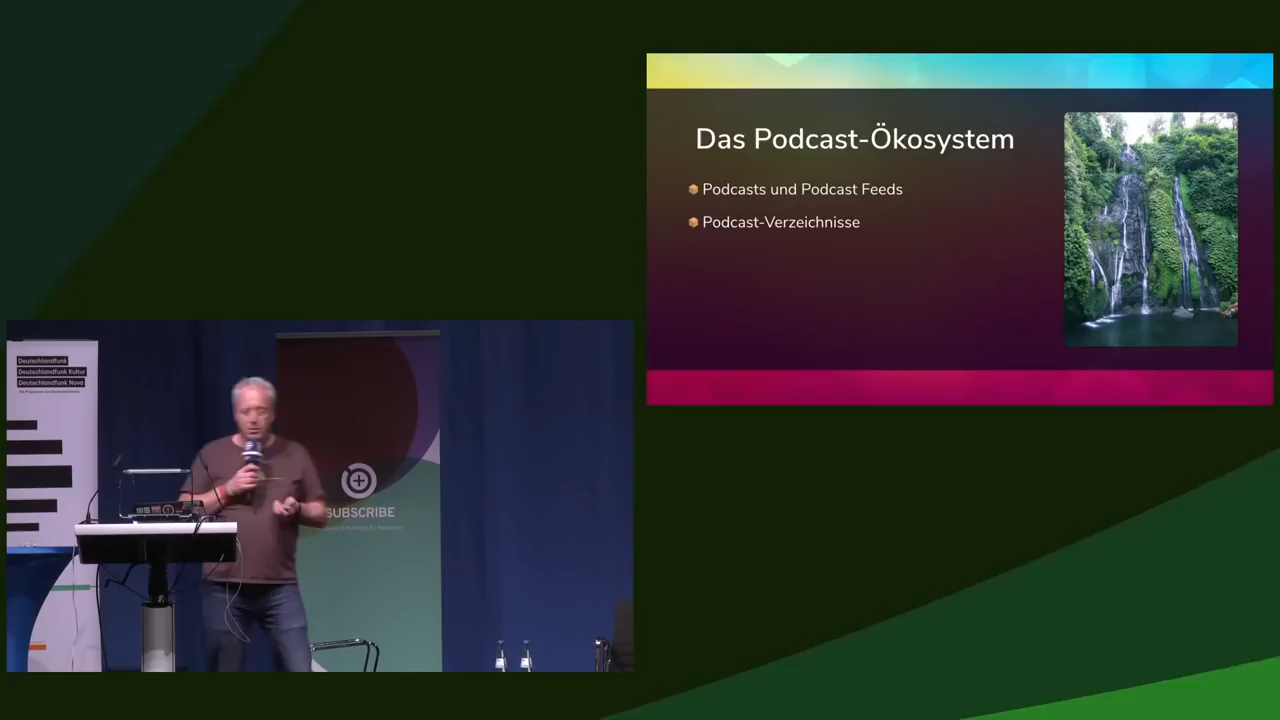 Das Podcast-Ökosystem
Podcasts und Podcast Feeds
Podcast-Verzeichnisse
Deutschlandfunk
Deutschlandfunk Kultur
Deutschlandfunk Nova
SUBSCRIBE